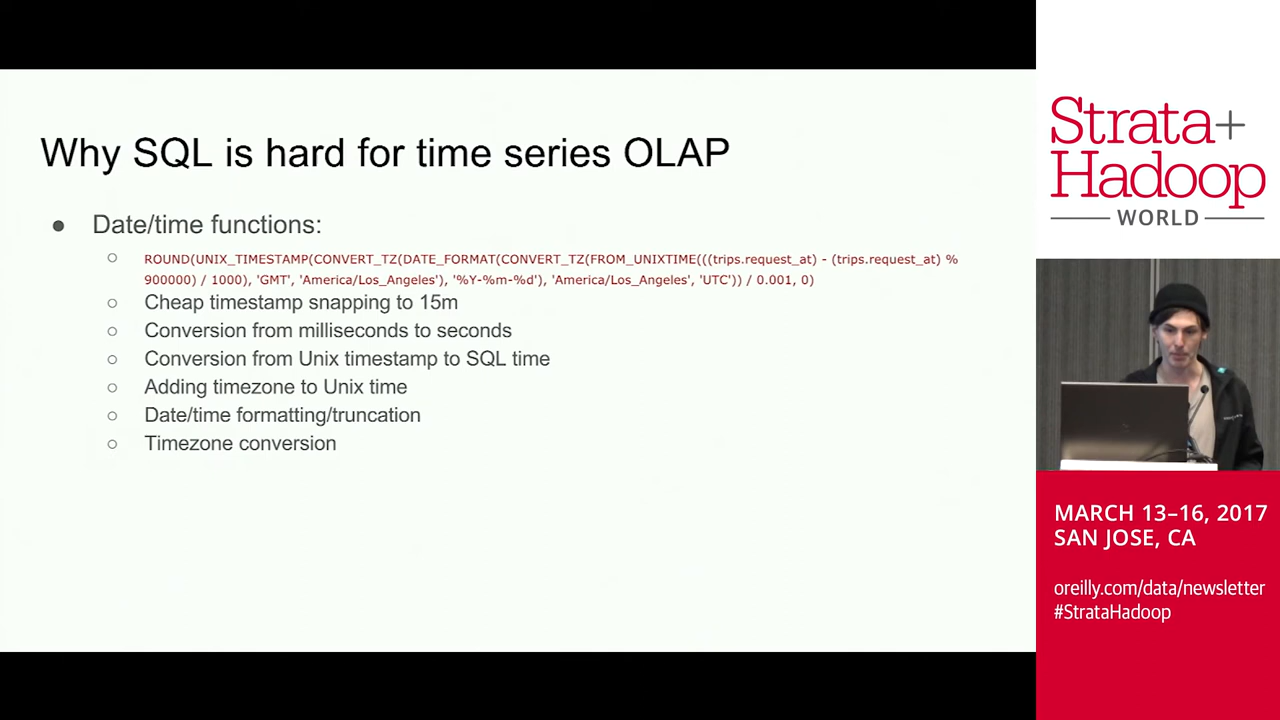 Why SQL is hard for time series OLAP
● Date/time functions:
○ ROUND(UNIX_TIMESTAMP(CONVERT_TZ(DATE_FORMAT(CONVERT_TZ(FROM_UNIXTIME(((trips.request_at) - (trips.request_at) %
900000) / 1000), 'GMT', 'America/Los_Angeles'), '%Y-%m-%d'), 'America/Los_Angeles', 'UTC')) / 0.001, 0)
○ Cheap timestamp snapping to 15m
○ Conversion from milliseconds to seconds
○ Conversion from Unix timestamp to SQL time
○ Adding timezone to Unix time
○ Date/time formatting/truncation
○ Timezone conversion
Strata+
Hadoop
WORLD
MARCH 13–16, 2017
SAN JOSE, CA
oreilly.com/data/newsletter
#StrataHadoop